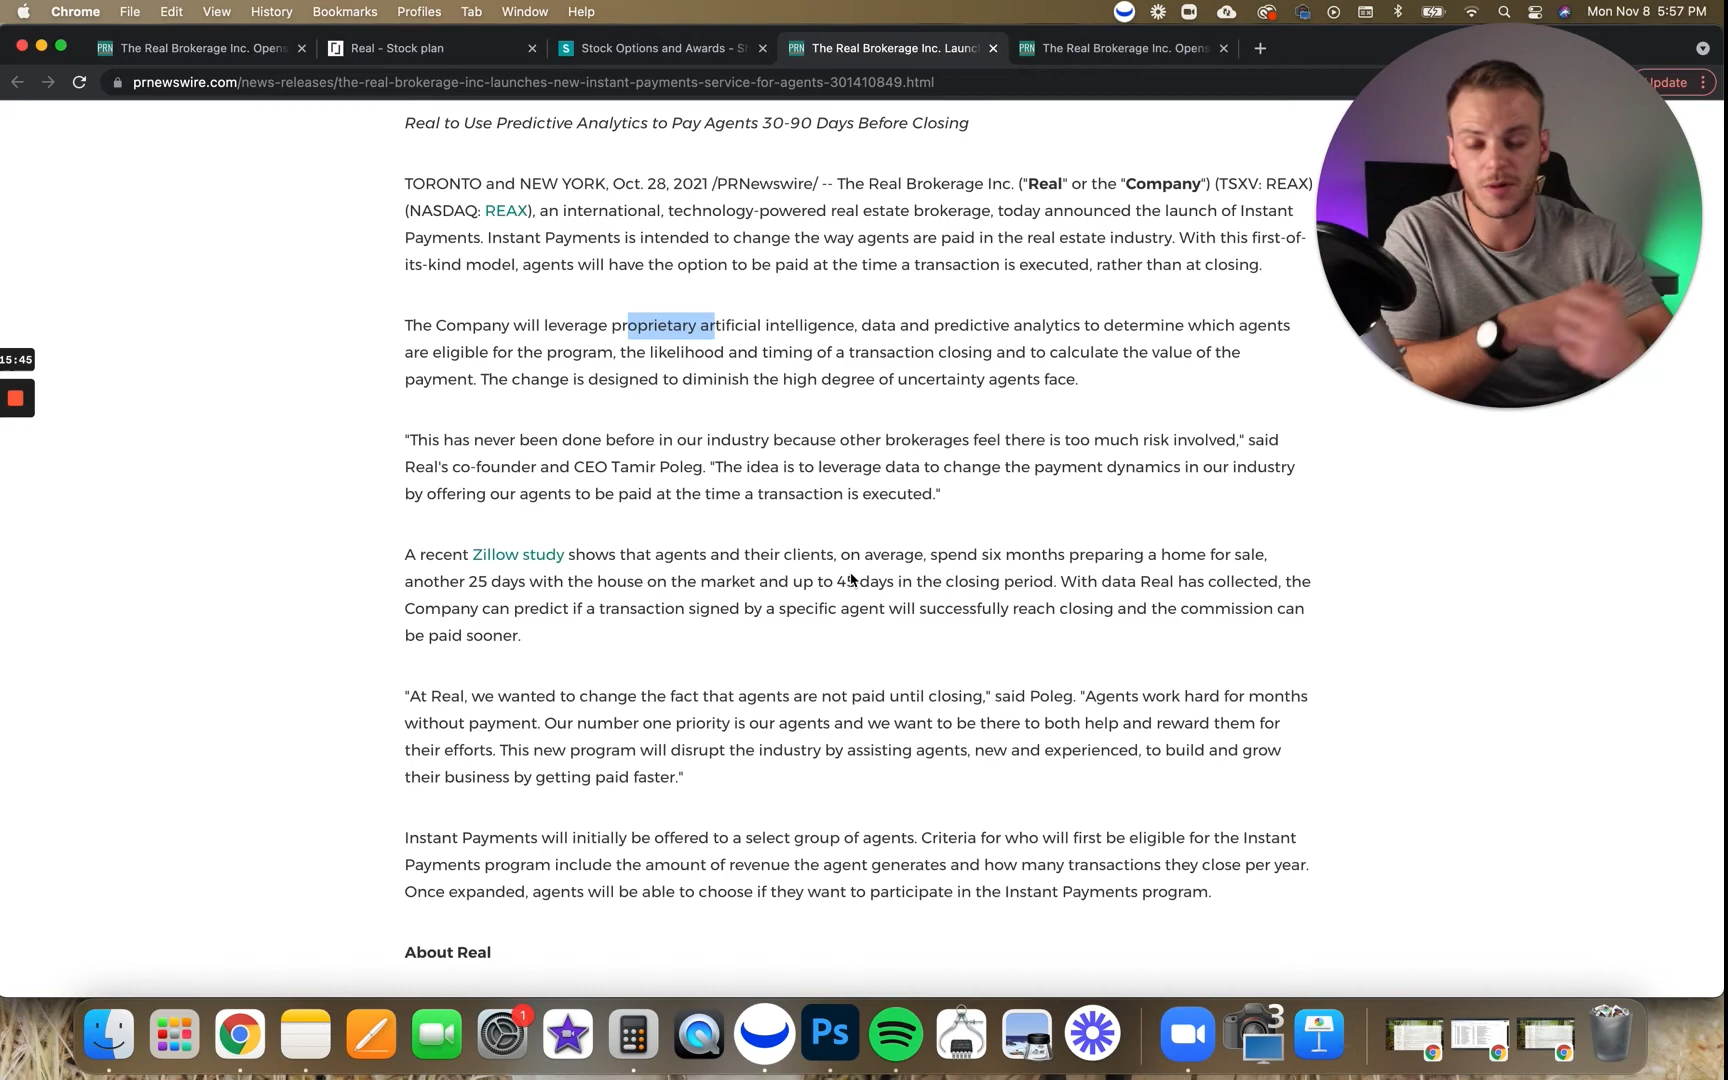 Chrome File Edit View History Bookmarks Profiles Tab Window Help Mon Nov 8 5:57 PM
PRN The Real Brokerage Inc. Opens Real - Stock plan S Stock Options and Awards - Sh PRN The Real Brokerage Inc. Launc PRN The Real Brokerage Inc. Opens
prnewswire.com/news-releases/the-real-brokerage-inc-launches-new-instant-payments-service-for-agents-301410849.html Update
Real to Use Predictive Analytics to Pay Agents 30-90 Days Before Closing
TORONTO and NEW YORK, Oct. 28, 2021 /PRNewswire/ -- The Real Brokerage Inc. ("Real" or the "Company") (TSXV: REAX)
(NASDAQ: REAX), an international, technology-powered real estate brokerage, today announced the launch of Instant
Payments. Instant Payments is intended to change the way agents are paid in the real estate industry. With this first-of-
its-kind model, agents will have the option to be paid at the time a transaction is executed, rather than at closing.
The Company will leverage proprietary artificial intelligence, data and predictive analytics to determine which agents
are eligible for the program, the likelihood and timing of a transaction closing and to calculate the value of the
payment. The change is designed to diminish the high degree of uncertainty agents face.
15:45
"This has never been done before in our industry because other brokerages feel there is too much risk involved," said
Real's co-founder and CEO Tamir Poleg. "The idea is to leverage data to change the payment dynamics in our industry
by offering our agents to be paid at the time a transaction is executed."
A recent Zillow study shows that agents and their clients, on average, spend six months preparing a home for sale,
another 25 days with the house on the market and up to 45 days in the closing period. With data Real has collected, the
Company can predict if a transaction signed by a specific agent will successfully reach closing and the commission can
be paid sooner.
"At Real, we wanted to change the fact that agents are not paid until closing," said Poleg. "Agents work hard for months
without payment. Our number one priority is our agents and we want to be there to both help and reward them for
their efforts. This new program will disrupt the industry by assisting agents, new and experienced, to build and grow
their business by getting paid faster."
Instant Payments will initially be offered to a select group of agents. Criteria for who will first be eligible for the Instant
Payments program include the amount of revenue the agent generates and how many transactions they close per year.
Once expanded, agents will be able to choose if they want to participate in the Instant Payments program.
About Real
1 Ps 3